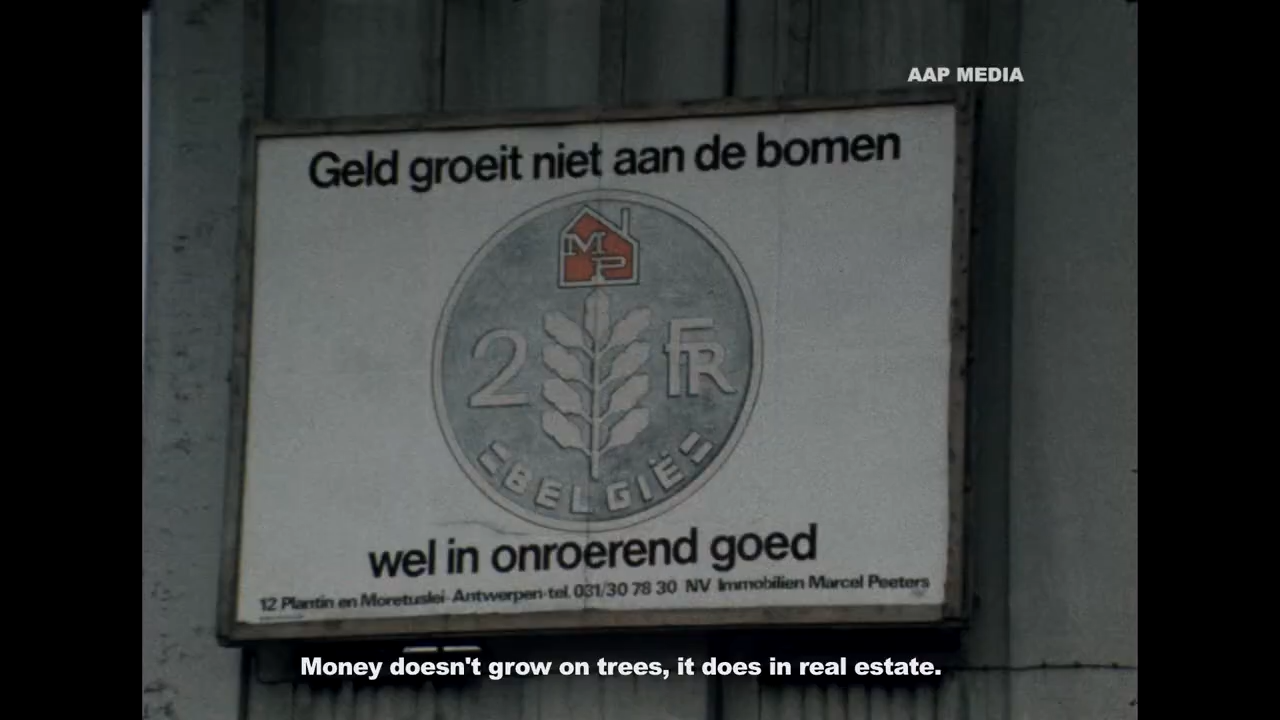 AAP MEDIA
Geld groeit niet aan de bomen
MP
2 FR
BELGIË
wel in onroerend goed
12 Plantin en Moretuslei-Antwerpen-tel. 031/30 78 30 NV Immobilien Marcel Peeters
Money doesn't grow on trees, it does in real estate.